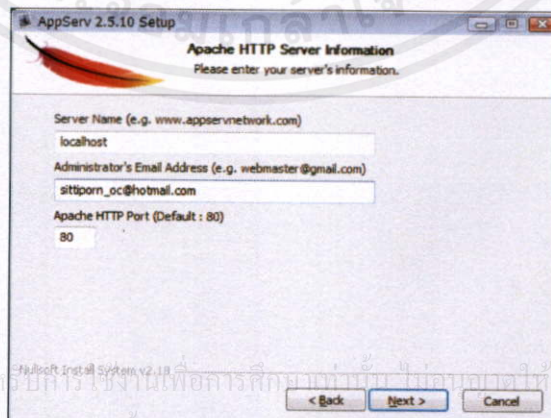 AppServ 2.5.10 Setup
Apache HTTP Server Information
Please enter your server's information.
Server Name (e.g. www.appservnetwork.com)
localhost
Administrator's Email Address (e.g. webmaster@gmail.com)
sittiporn_oc@hotmail.com
Apache HTTP Port (Default : 80)
80
Nullsoft Install System v2.18
< Back
Next >
Cancel